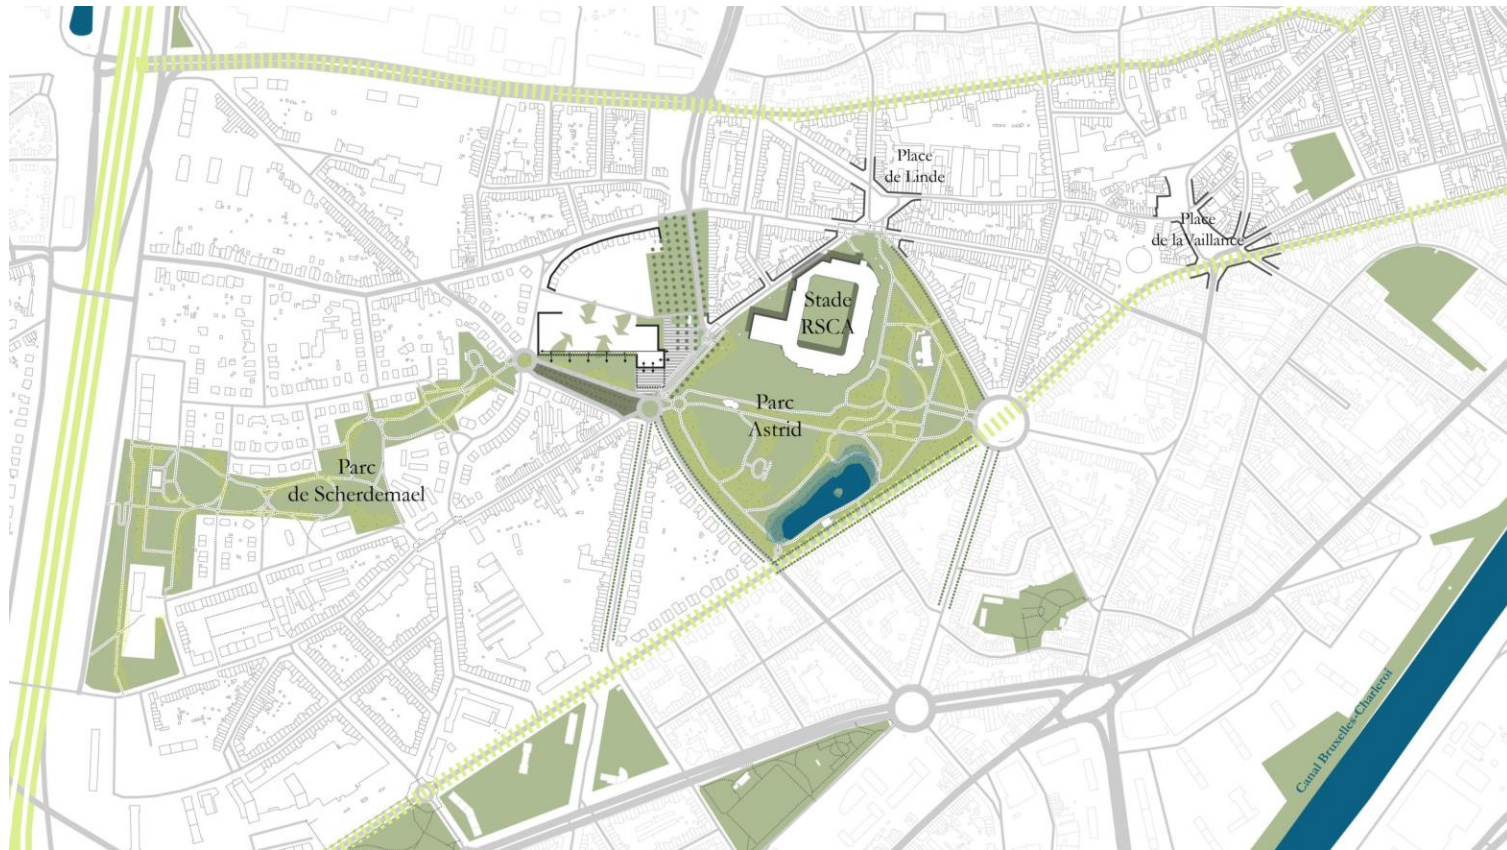 Place
de Linde
Place
de la Vaillance
Stade
RSCA
Parc
Astrid
Parc
de Scherdemael
Canal Bruxelles-Charleroi